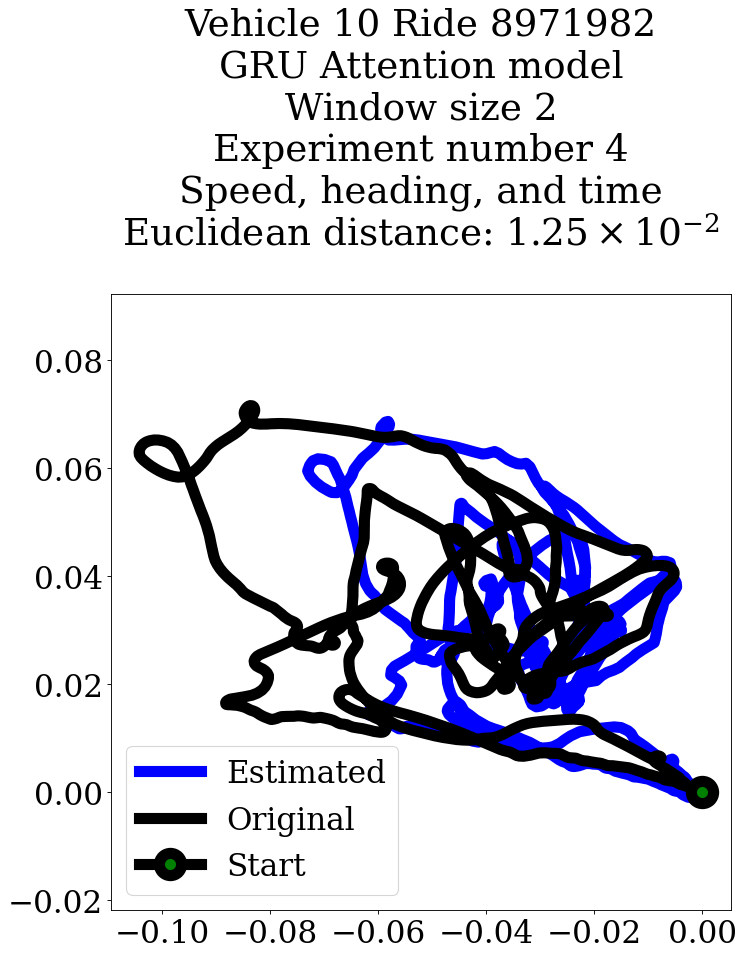 Vehicle 10 Ride 8971982
GRU Attention model
Window size 2
Experiment number 4
Speed, heading, and time
Euclidean distance: 1.25 × 10⁻²
0.08
0.06
0.04
0.02
0.00
−0.02
Estimated
Original
Start
−0.10 −0.08 −0.06 −0.04 −0.02 0.00